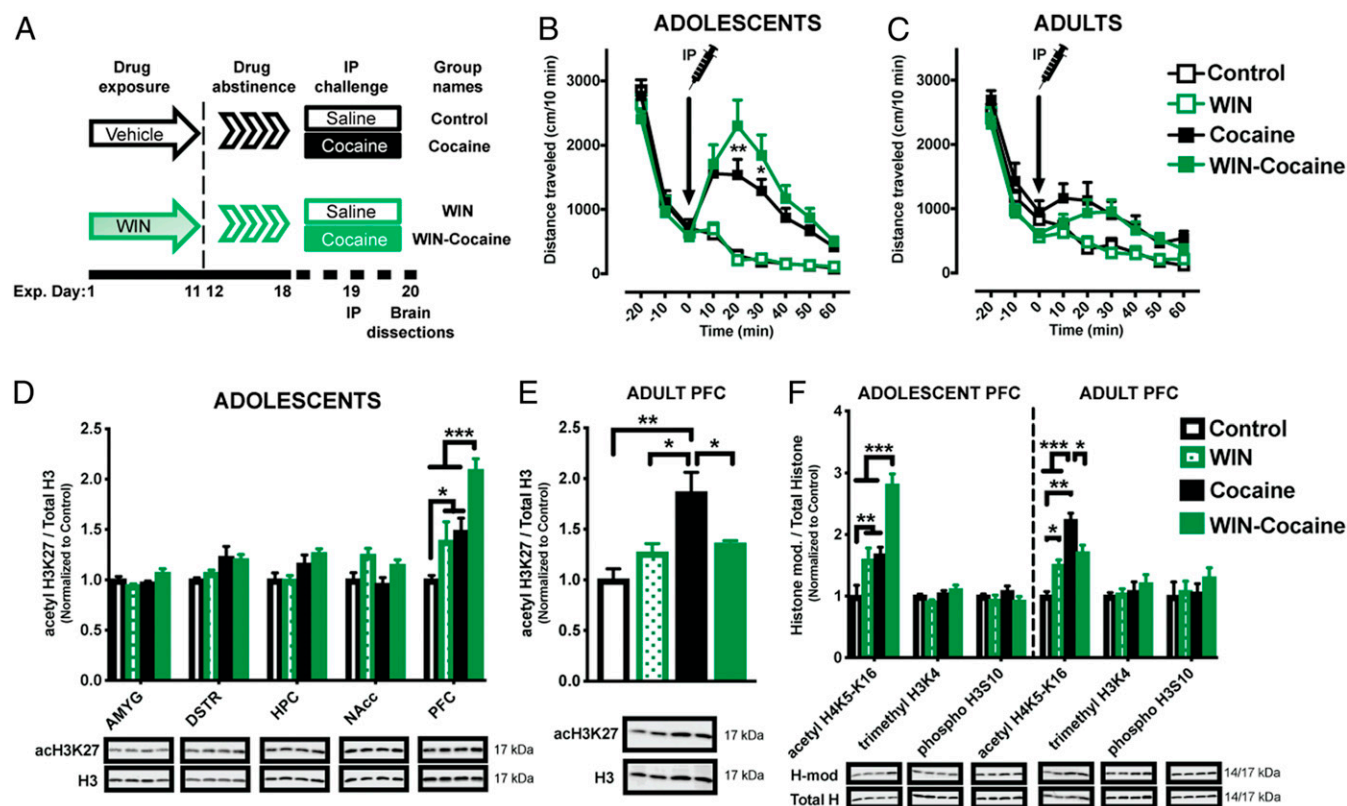 A
Drug exposure
Drug abstinence
IP challenge
Group names
Vehicle
Saline
Control
Cocaine
Cocaine
WIN
Saline
WIN
Cocaine
WIN-Cocaine
Exp. Day: 1 11 12 18 19 20
IP
Brain dissections
B
ADOLESCENTS
IP
Distance traveled (cm/10 min)
3000
2000
1000
0
**
*
-20 -10 0 10 20 30 40 50 60
Time (min)
C
ADULTS
IP
Distance traveled (cm/10 min)
3000
2000
1000
0
-20 -10 0 10 20 30 40 50 60
Time (min)
Control
WIN
Cocaine
WIN-Cocaine
D
ADOLESCENTS
acetyl H3K27 / Total H3
(Normalized to Control)
2.5
2.0
1.5
1.0
0.5
0.0
***
*
AMYG DSTR HPC NAcc PFC
acH3K27 17 kDa
H3 17 kDa
E
ADULT PFC
acetyl H3K27 / Total H3
(Normalized to Control)
2.5
2.0
1.5
1.0
0.5
0.0
**
* *
acH3K27 17 kDa
H3 17 kDa
F
ADOLESCENT PFC ADULT PFC
Histone mod. / Total Histone
(Normalized to Control)
4
3
2
1
0
***
**
*** *
**
*
acetyl H4K5-K16 trimethyl H3K4 phospho H3S10 acetyl H4K5-K16 trimethyl H3K4 phospho H3S10
H-mod 14/17 kDa
Total H 14/17 kDa
Control
WIN
Cocaine
WIN-Cocaine